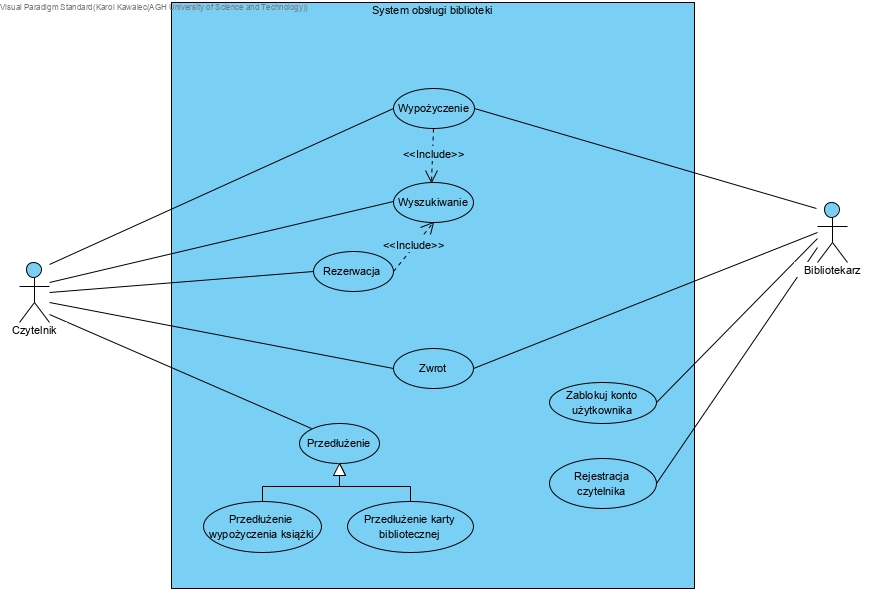 Visual Paradigm Standard(Karol Kawalec(AGH University of Science and Technology))
System obsługi biblioteki
Wypożyczenie
<<Include>>
Wyszukiwanie
<<Include>>
Rezerwacja
Czytelnik
Bibliotekarz
Zwrot
Zablokuj konto
użytkownika
Przedłużenie
Rejestracja
czytelnika
Przedłużenie
wypożyczenia książki
Przedłużenie karty
bibliotecznej